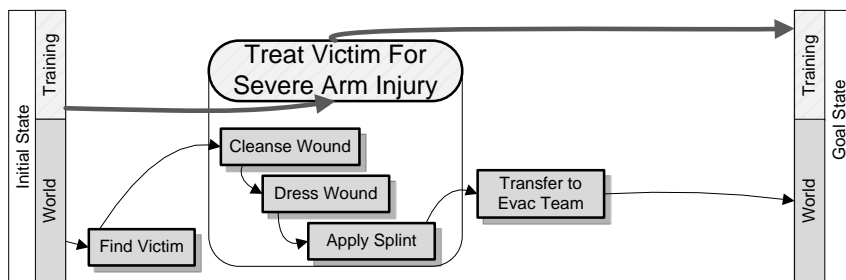 Initial State
Training
World
Treat Victim For
Severe Arm Injury
Cleanse Wound
Dress Wound
Apply Splint
Find Victim
Transfer to
Evac Team
Training
World
Goal State